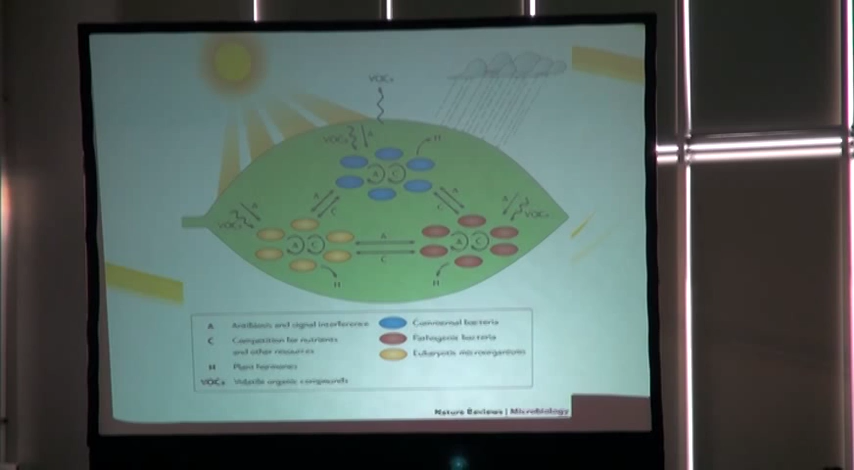 VOCs
VOCs A H
A C
A C A C
A VOCs A VOCs
A C A C A C
H H
A Antibiosis and signal interference
C Competition for nutrients
and other resources
H Plant hormones
VOCs Volatile organic compounds
Commensal bacteria
Pathogenic bacteria
Eukaryotic microorganisms
Nature Reviews | Microbiology